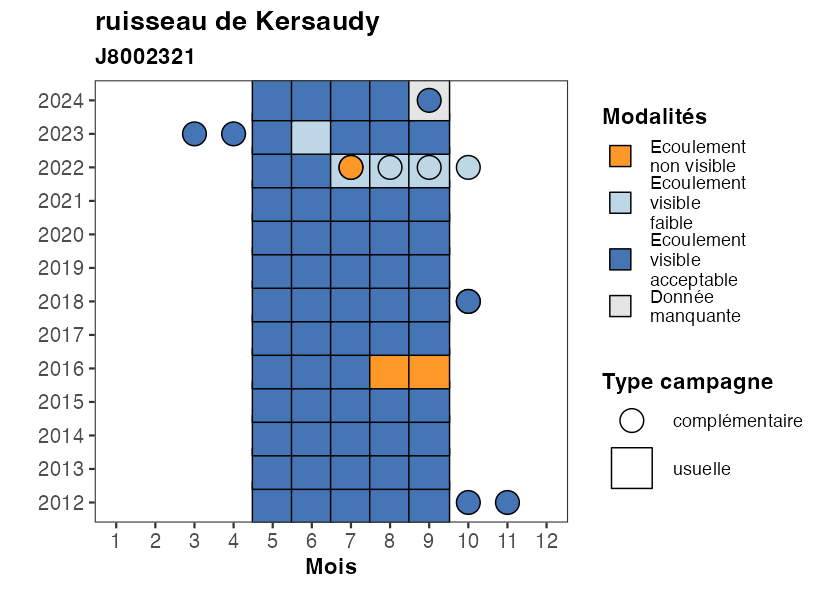 ruisseau de Kersaudy
J8002321
2024
2023
2022
2021
2020
2019
2018
2017
2016
2015
2014
2013
2012
1 2 3 4 5 6 7 8 9 10 11 12
Mois
Modalités
Ecoulement
non visible
Ecoulement
visible
faible
Ecoulement
visible
acceptable
Donnée
manquante
Type campagne
complémentaire
usuelle